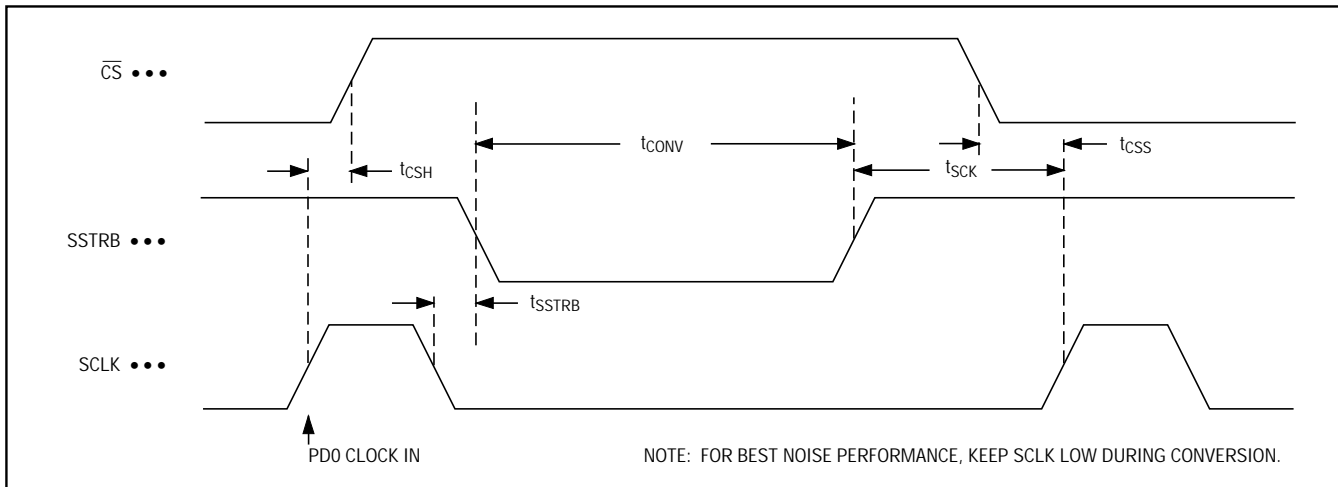 CS •••
tCONV
tCSS
tCSH
tSCK
SSTRB •••
tSSTRB
SCLK •••
PD0 CLOCK IN
NOTE: FOR BEST NOISE PERFORMANCE, KEEP SCLK LOW DURING CONVERSION.